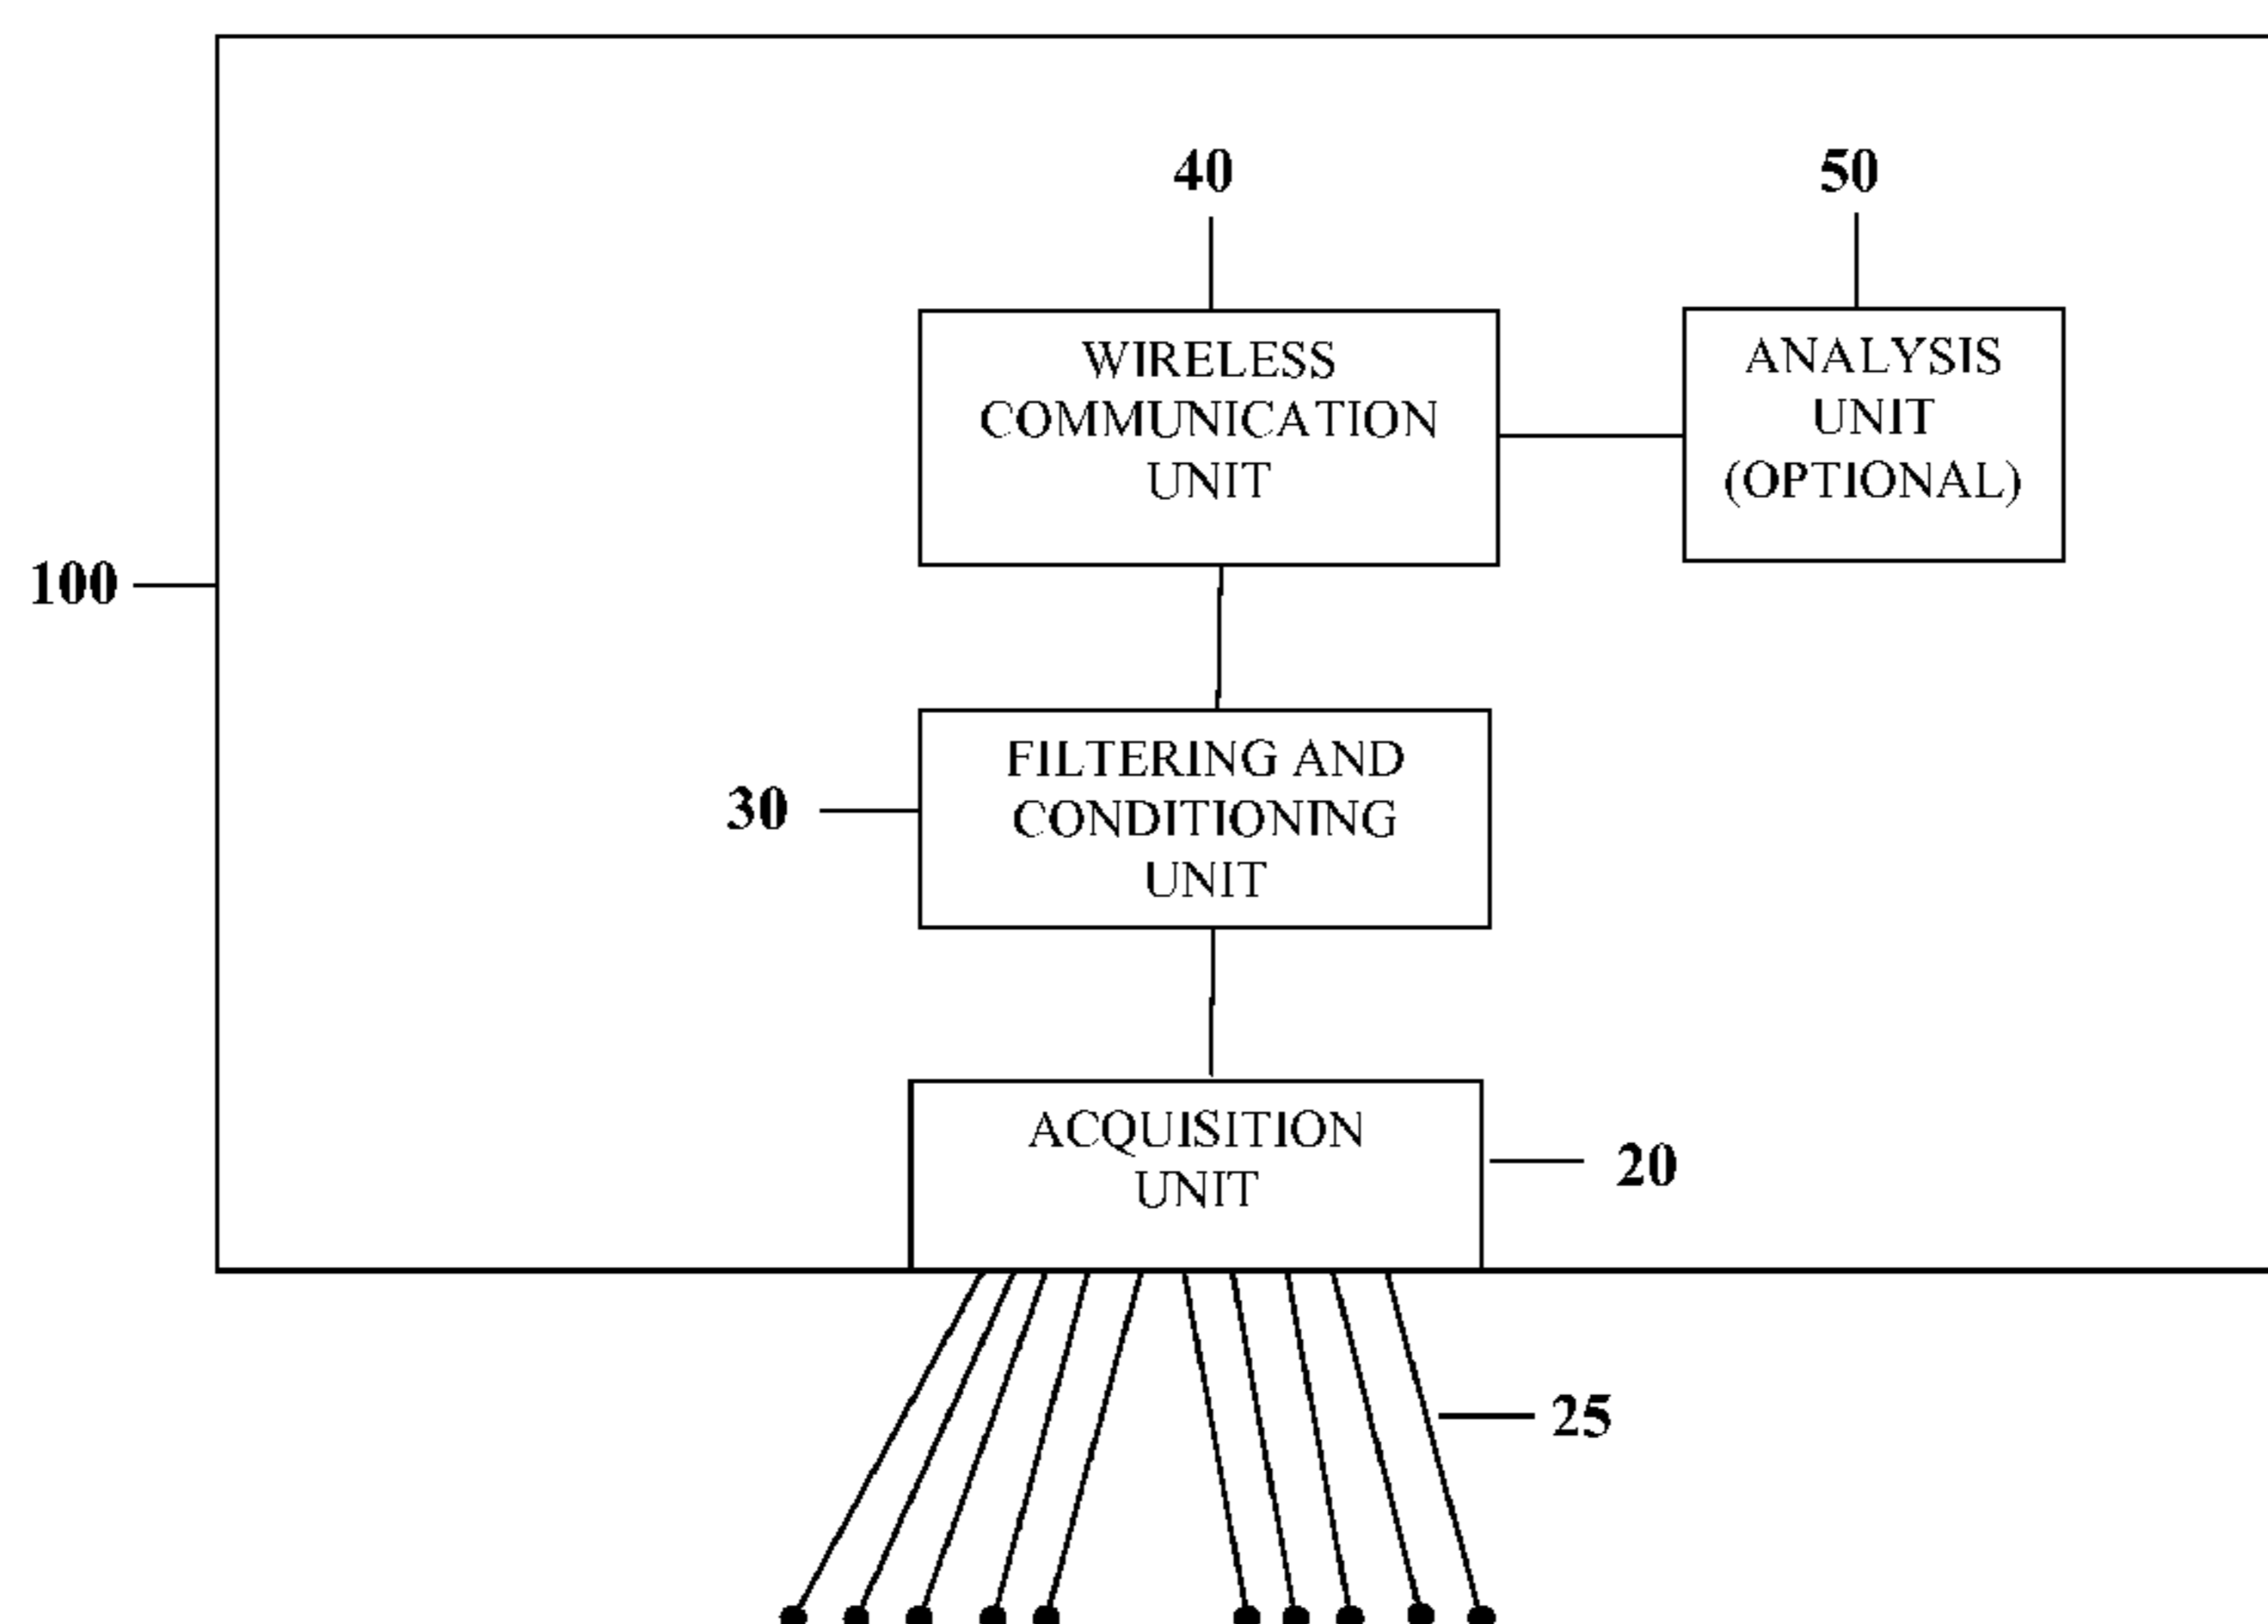 40
50
WIRELESS
COMMUNICATION
UNIT
ANALYSIS
UNIT
(OPTIONAL)
100
FILTERING AND
CONDITIONING
UNIT
30
ACQUISITION
UNIT
20
25